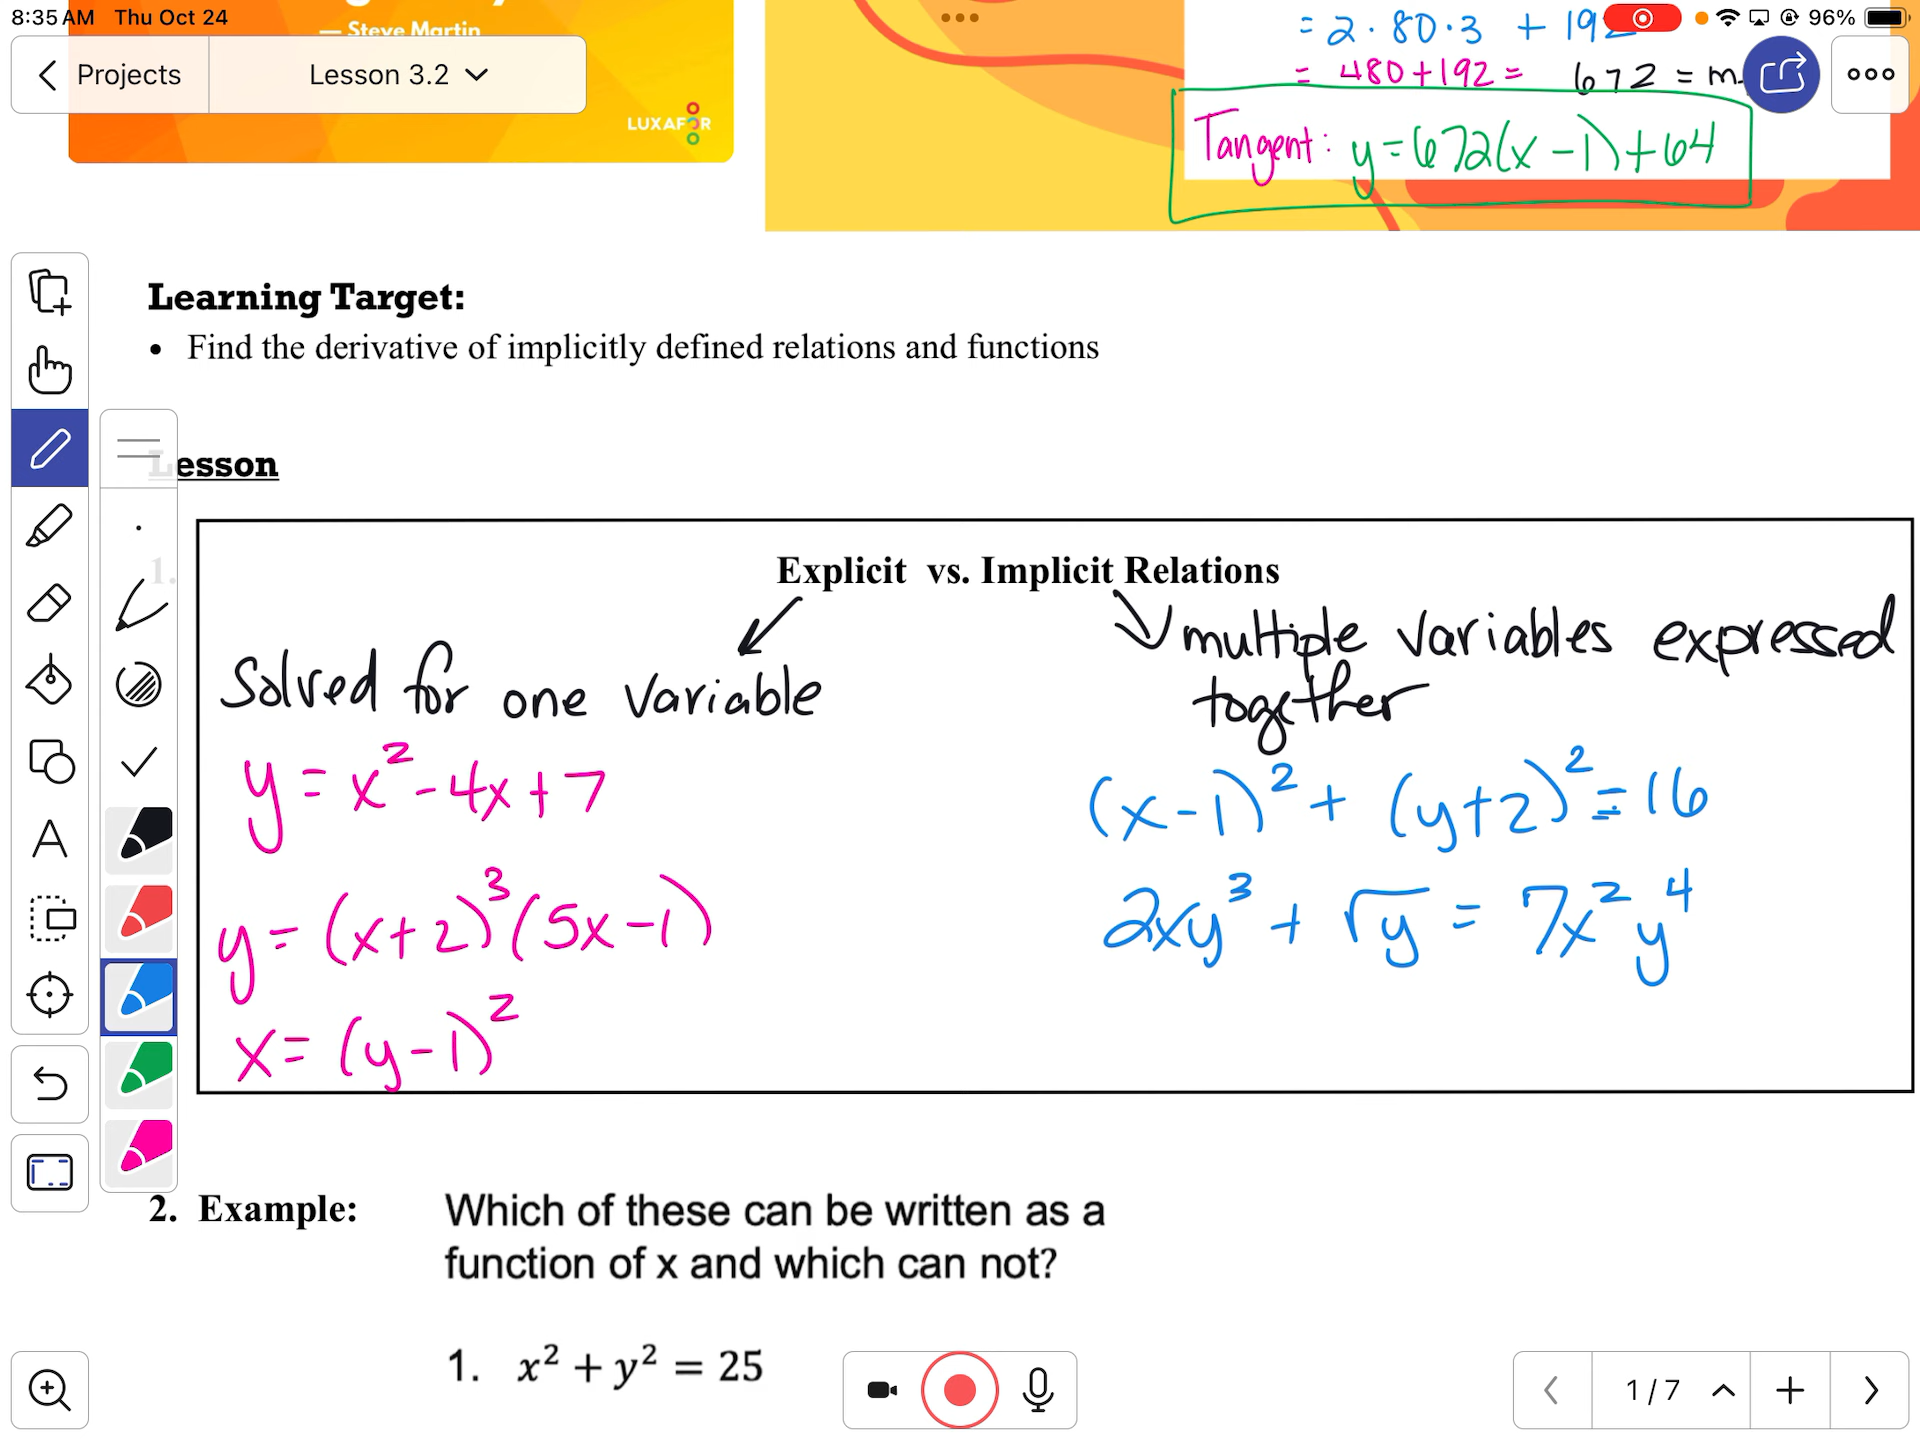 8:35 AM Thu Oct 24
96%
— Steve Martin
Projects
Lesson 3.2
LUXAFOR
= 2·80·3 + 192
= 480+192 = 672 = m
Tangent: y=672(x-1)+64
Learning Target:
• Find the derivative of implicitly defined relations and functions
Lesson
1.
Explicit vs. Implicit Relations
Solved for one variable
y = x²-4x+7
y = (x+2)³(5x-1)
x= (y-1)²
multiple variables expressed
together
(x-1)² + (y+2)² = 16
2xy³ + √y = 7x²y⁴
A
2. Example:
Which of these can be written as a
function of x and which can not?
1. x² + y² = 25
1/7